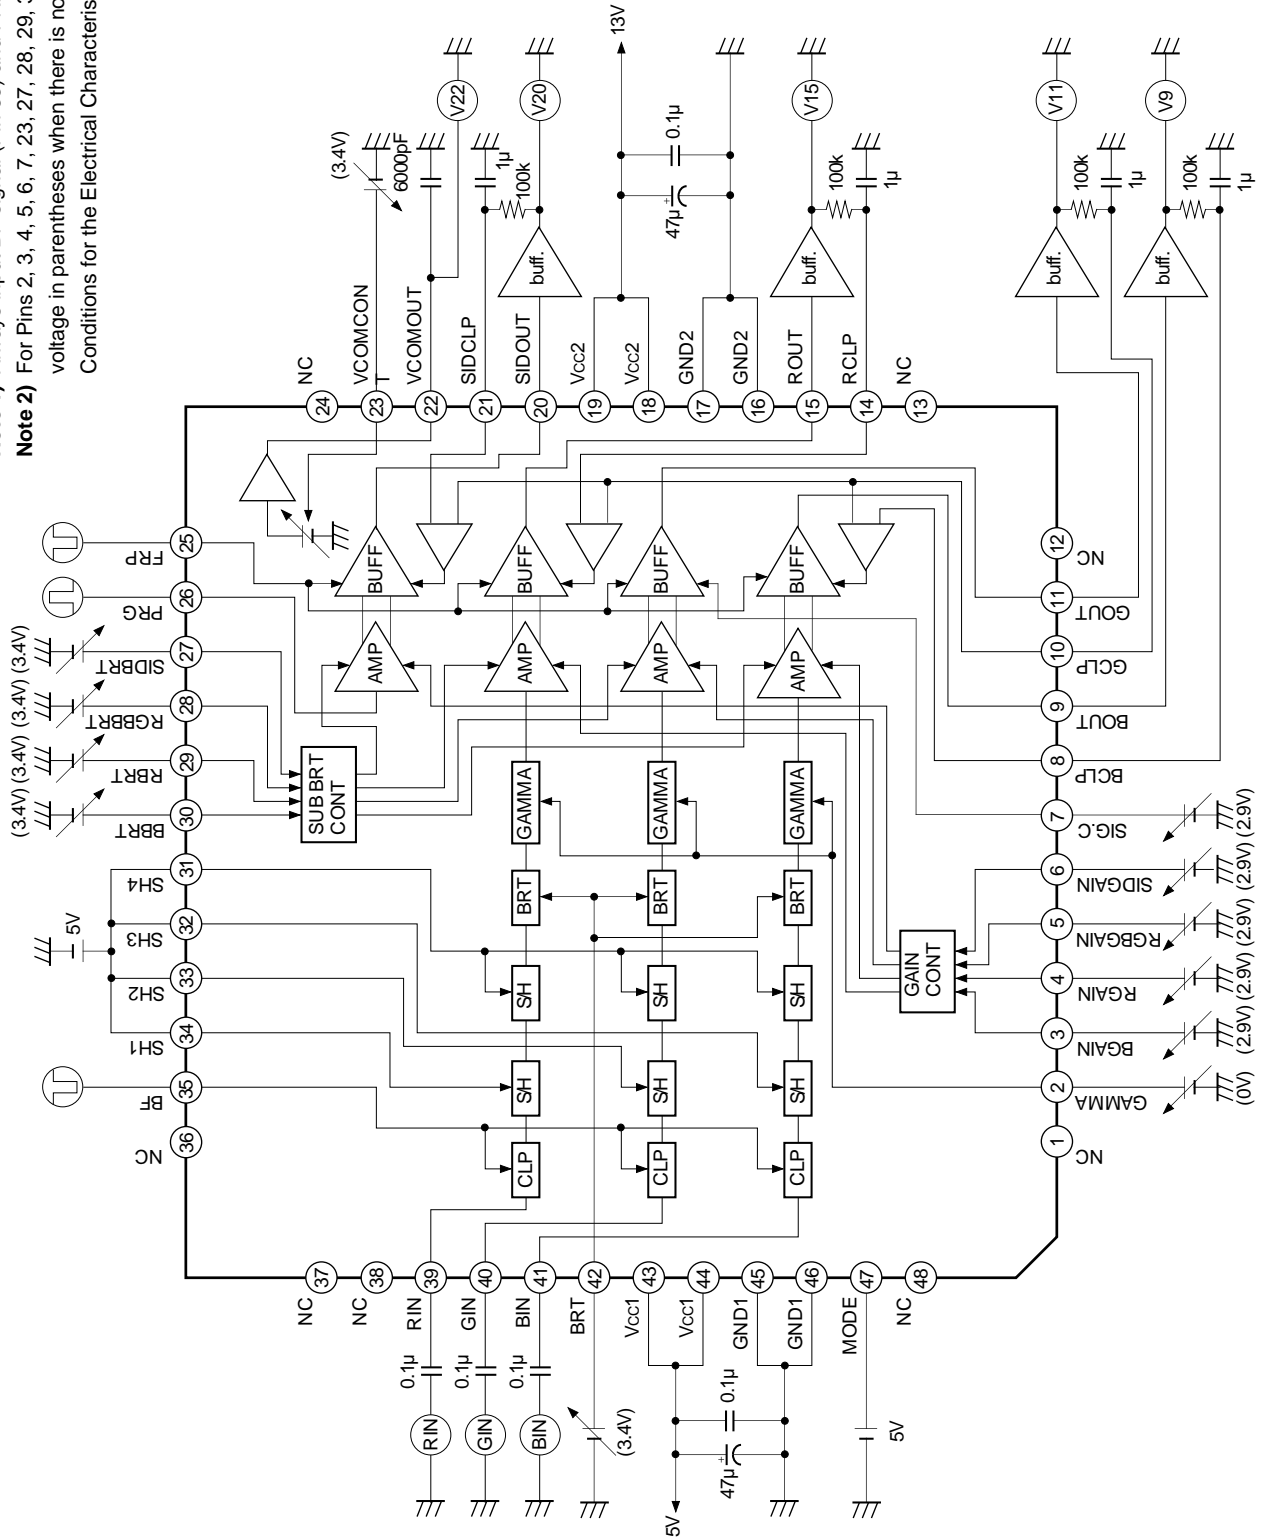 Note 2) For Pins 2, 3, 4, 5, 6, 7, 23, 27, 28, 29, 3
voltage in parentheses when there is no
Conditions for the Electrical Characteris
RIN
GIN
BIN
0.1µ
0.1µ
0.1µ
(3.4V)
5V
47µ
+
0.1µ
5V
NC
37
NC
38
RIN
39
GIN
40
BIN
41
BRT
42
Vcc1
43
Vcc1
44
GND1
45
GND1
46
MODE
47
NC
48
NC
36
BF
35
SH1
34
SH2
33
SH3
32
SH4
31
5V
BBRT
30
RBRT
29
RGBBRT
28
SIDBRT
27
(3.4V) (3.4V) (3.4V) (3.4V)
PRG
26
FRP
25
CLP
S/H
S/H
BRT
GAMMA
AMP
BUFF
CLP
S/H
S/H
BRT
GAMMA
AMP
BUFF
CLP
S/H
S/H
BRT
GAMMA
AMP
BUFF
AMP
BUFF
SUB BRT
CONT
GAIN
CONT
1
NC
2
GAMMA
(0V)
3
BGAIN
(2.9V)
4
RGAIN
(2.9V)
5
RGBGAIN
(2.9V)
6
SIDGAIN
(2.9V)
7
SIG.C
(2.9V)
8
BCLP
9
BOUT
10
GCLP
11
GOUT
12
NC
24
NC
23
VCOMCON
T
22
VCOMOUT
21
SIDCLP
20
SIDOUT
19
Vcc2
18
Vcc2
17
GND2
16
GND2
15
ROUT
14
RCLP
13
NC
(3.4V)
6000pF
V22
1µ
100k
buff.
V20
13V
47µ
+
0.1µ
buff.
100k
1µ
V15
buff.
100k
1µ
V11
buff.
100k
1µ
V9